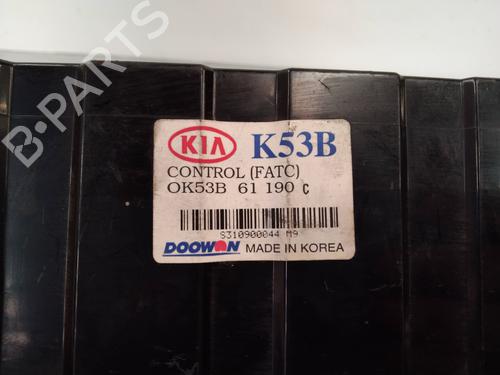 B-PARTS
KIA K53B
CONTROL (FATC)
OK53B 61 190 C
S310900044 M9
DOOWON MADE IN KOREA